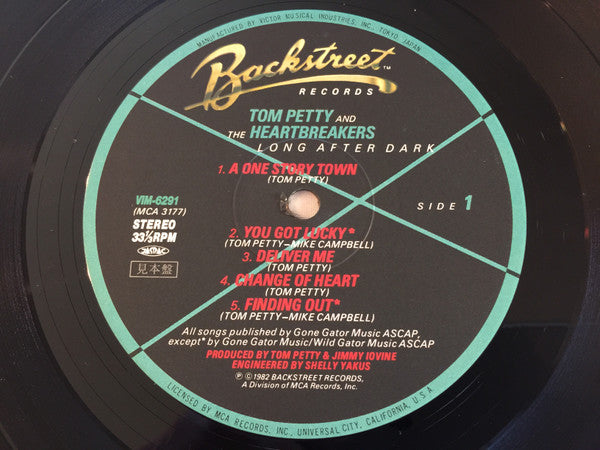 MANUFACTURED BY VICTOR MUSICAL INDUSTRIES, INC., TOKYO, JAPAN
Backstreet™
RECORDS
TOM PETTY AND
THE HEARTBREAKERS
LONG AFTER DARK
1. A ONE STORY TOWN
(TOM PETTY)
VIM-6291
(MCA 3177)
STEREO
33⅓RPM
見本盤
SIDE 1
2. YOU GOT LUCKY*
(TOM PETTY–MIKE CAMPBELL)
3. DELIVER ME
(TOM PETTY)
4. CHANGE OF HEART
(TOM PETTY)
5. FINDING OUT*
(TOM PETTY–MIKE CAMPBELL)
All songs published by Gone Gator Music ASCAP,
except* by Gone Gator Music/Wild Gator Music ASCAP
PRODUCED BY TOM PETTY & JIMMY IOVINE
ENGINEERED BY SHELLY YAKUS
Ⓟ © 1982 BACKSTREET RECORDS,
A Division of MCA Records, Inc.
LICENSED BY MCA RECORDS, INC., UNIVERSAL CITY, CALIFORNIA, U.S.A.